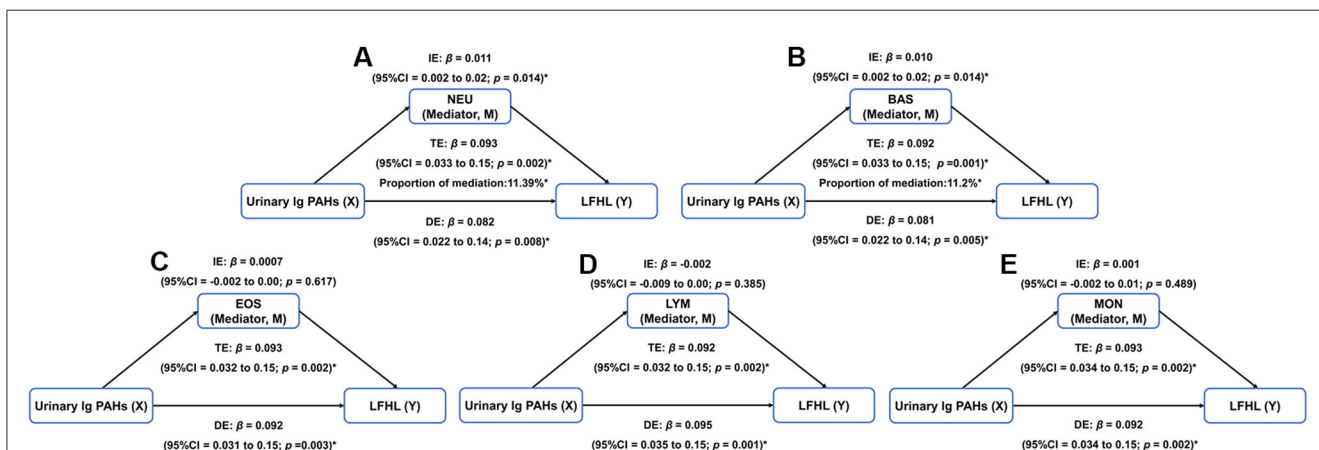 A
IE: β = 0.011
(95%CI = 0.002 to 0.02; p = 0.014)*
NEU
(Mediator, M)
TE: β = 0.093
(95%CI = 0.033 to 0.15; p = 0.002)*
Proportion of mediation:11.39%*
Urinary lg PAHs (X)
LFHL (Y)
DE: β = 0.082
(95%CI = 0.022 to 0.14; p = 0.008)*
B
IE: β = 0.010
(95%CI = 0.002 to 0.02; p = 0.014)*
BAS
(Mediator, M)
TE: β = 0.092
(95%CI = 0.033 to 0.15; p =0.001)*
Proportion of mediation:11.2%*
Urinary lg PAHs (X)
LFHL (Y)
DE: β = 0.081
(95%CI = 0.022 to 0.14; p = 0.005)*
C
IE: β = 0.0007
(95%CI = -0.002 to 0.00; p = 0.617)
EOS
(Mediator, M)
TE: β = 0.093
(95%CI = 0.032 to 0.15; p = 0.002)*
Urinary lg PAHs (X)
LFHL (Y)
DE: β = 0.092
(95%CI = 0.031 to 0.15; p =0.003)*
D
IE: β = -0.002
(95%CI = -0.009 to 0.00; p = 0.385)
LYM
(Mediator, M)
TE: β = 0.092
(95%CI = 0.032 to 0.15; p = 0.002)*
Urinary lg PAHs (X)
LFHL (Y)
DE: β = 0.095
(95%CI = 0.035 to 0.15; p = 0.001)*
E
IE: β = 0.001
(95%CI = -0.002 to 0.01; p = 0.489)
MON
(Mediator, M)
TE: β = 0.093
(95%CI = 0.034 to 0.15; p = 0.002)*
Urinary lg PAHs (X)
LFHL (Y)
DE: β = 0.092
(95%CI = 0.034 to 0.15; p = 0.002)*